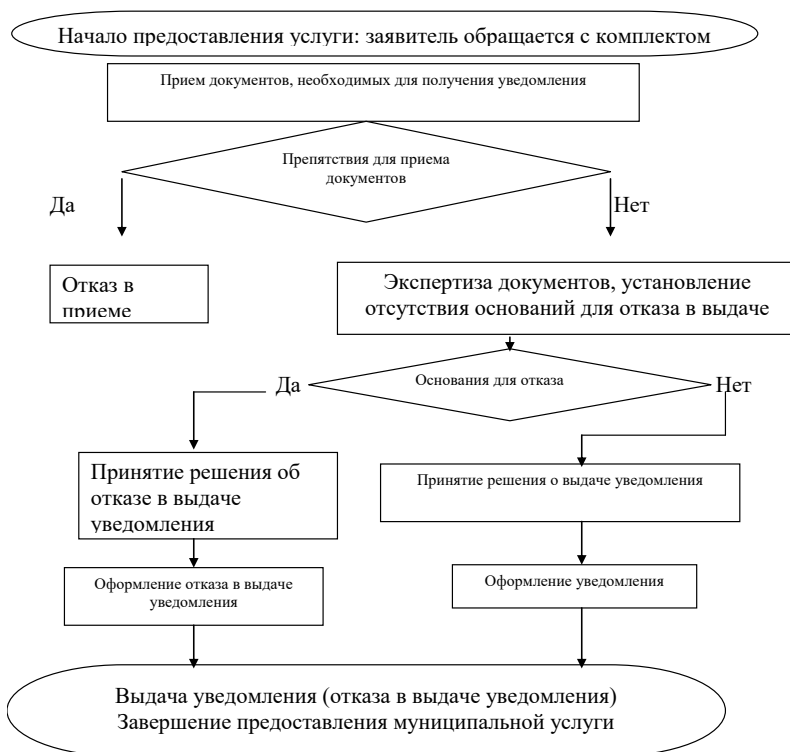 Начало предоставления услуги: заявитель обращается с комплектом
Прием документов, необходимых для получения уведомления
Препятствия для приема
документов
Да
Нет
Отказ в
приеме
Экспертиза документов, установление
отсутствия оснований для отказа в выдаче
Да
Основания для отказа
Нет
Принятие решения об
отказе в выдаче
уведомления
Принятие решения о выдаче уведомления
Оформление отказа в выдаче
уведомления
Оформление уведомления
Выдача уведомления (отказа в выдаче уведомления)
Завершение предоставления муниципальной услуги